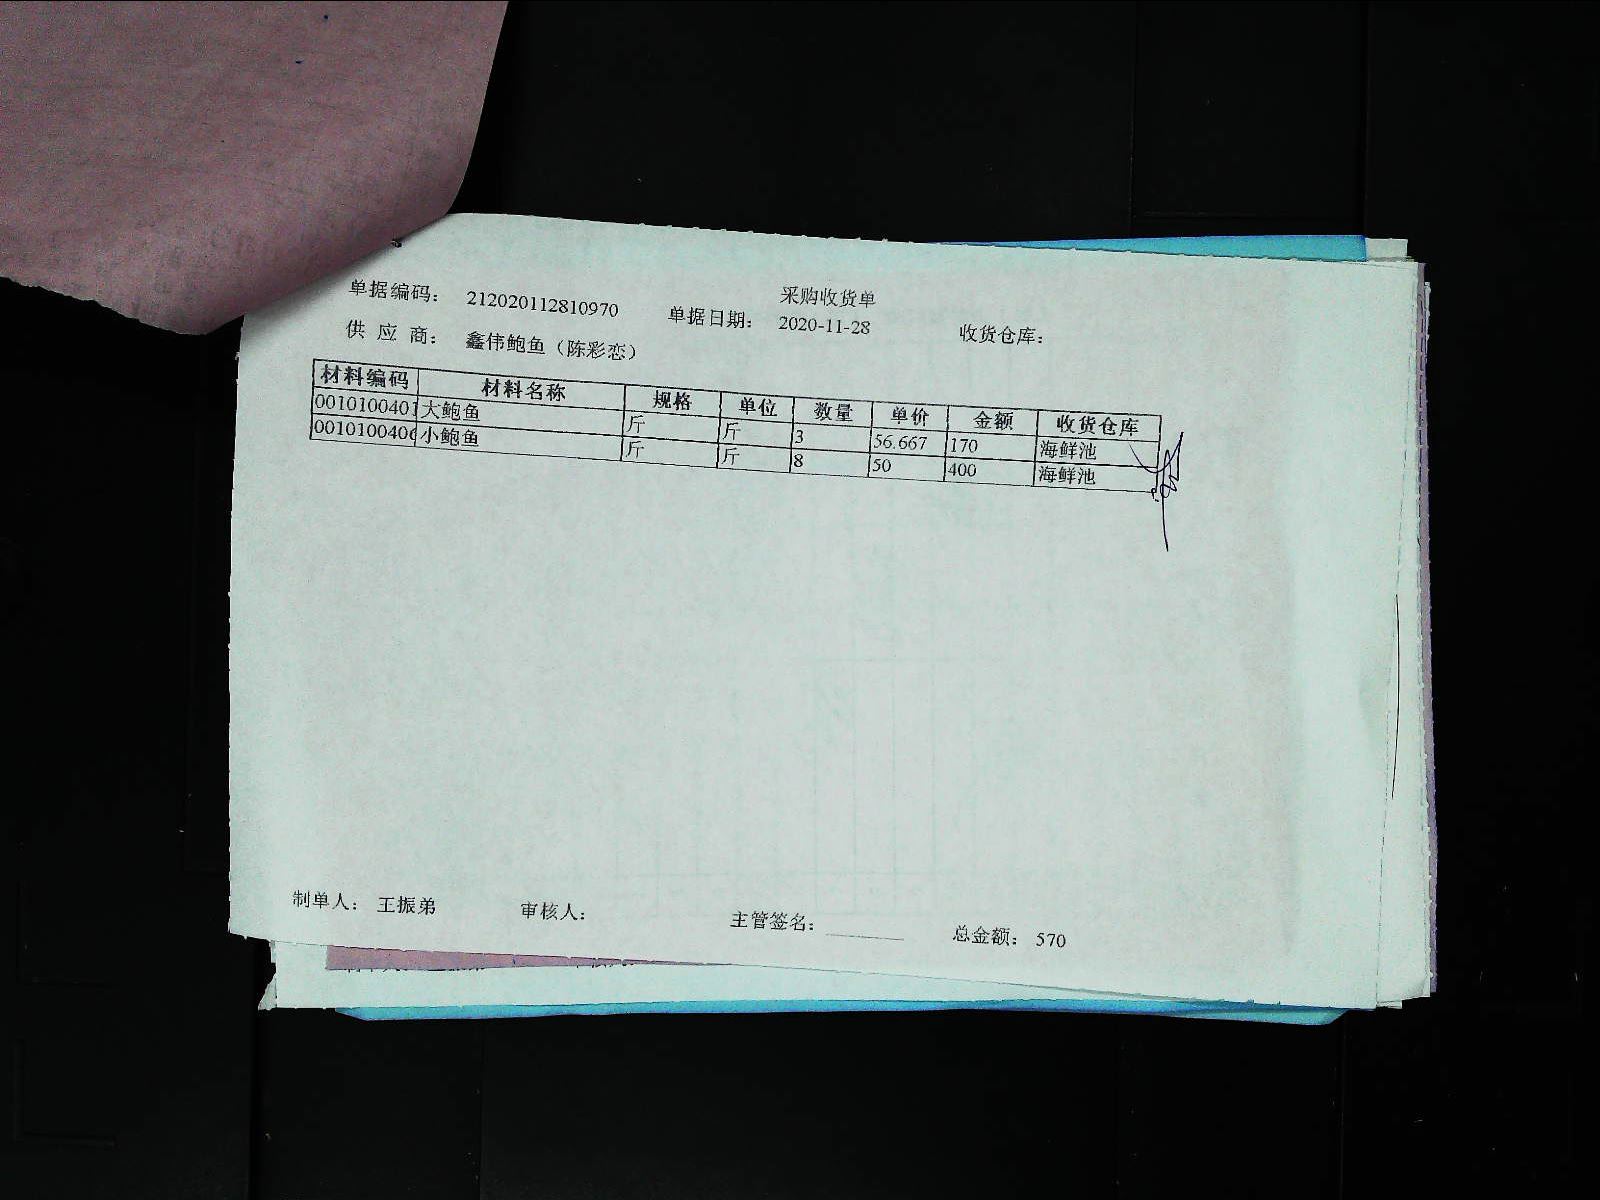 采购收货单
单据编码： 212020112810970 单据日期： 2020-11-28 收货仓库：
供 应 商： 鑫伟鲍鱼（陈彩恋）
材料编码 材料名称 规格 单位 数量 单价 金额 收货仓库
0010100401 大鲍鱼 斤 斤 3 56.667 170 海鲜池
0010100406 小鲍鱼 斤 斤 8 50 400 海鲜池
制单人： 王振弟 审核人： 主管签名： 总金额： 570